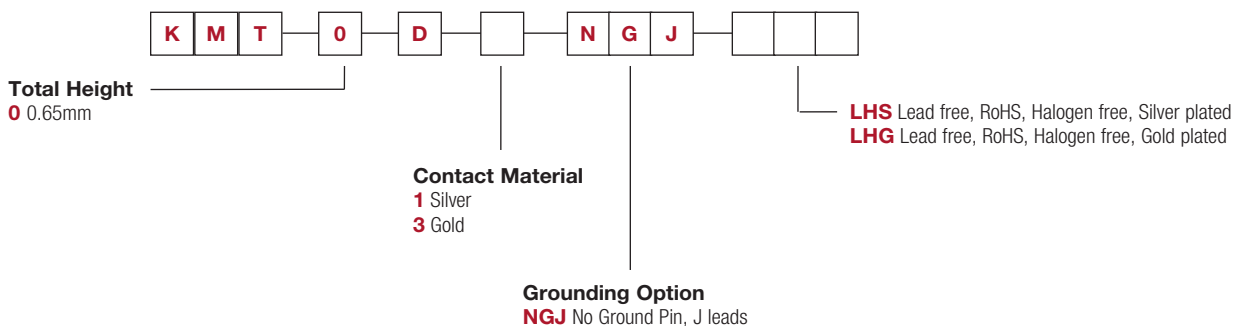 K M T 0 D N G J
Total Height
0 0.65mm
LHS Lead free, RoHS, Halogen free, Silver plated
LHG Lead free, RoHS, Halogen free, Gold plated
Contact Material
1 Silver
3 Gold
Grounding Option
NGJ No Ground Pin, J leads